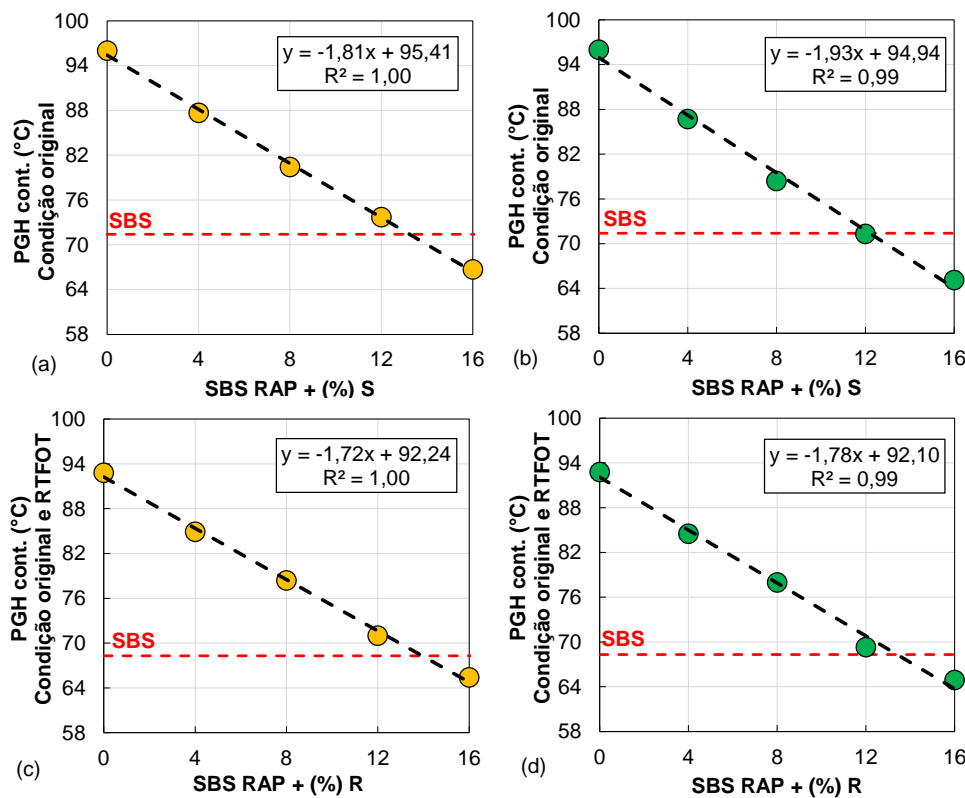 100
94
88
82
76
70
64
58
PGH cont. (°C)
Condição original
y = -1,81x + 95,41
R² = 1,00
SBS
0
4
8
12
16
(a)
SBS RAP + (%) S
100
94
88
82
76
70
64
58
PGH cont. (°C)
Condição original
y = -1,93x + 94,94
R² = 0,99
SBS
0
4
8
12
16
(b)
SBS RAP + (%) S
100
94
88
82
76
70
64
58
PGH cont. (°C)
Condição original e RTFOT
y = -1,72x + 92,24
R² = 1,00
SBS
0
4
8
12
16
(c)
SBS RAP + (%) R
100
94
88
82
76
70
64
58
PGH cont. (°C)
Condição original e RTFOT
y = -1,78x + 92,10
R² = 0,99
SBS
0
4
8
12
16
(d)
SBS RAP + (%) R